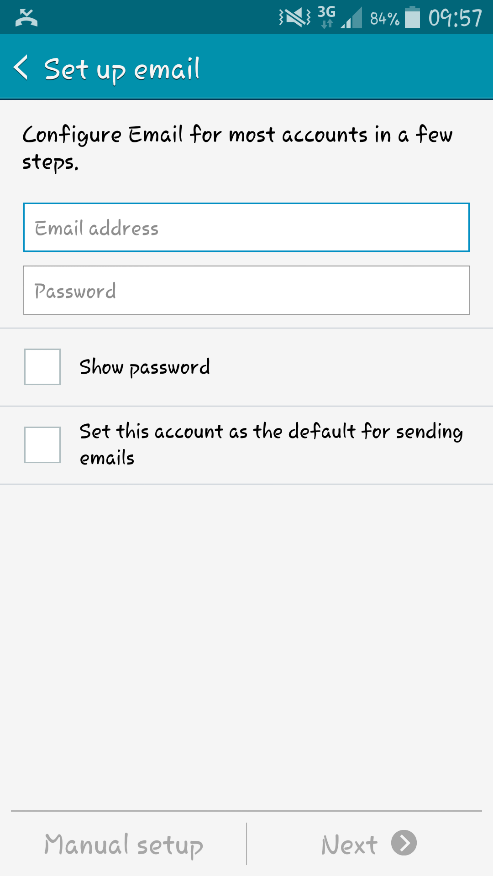 3G 84% 09:57
Set up email
Configure Email for most accounts in a few
steps.
Email address
Password
Show password
Set this account as the default for sending
emails
Manual setup Next